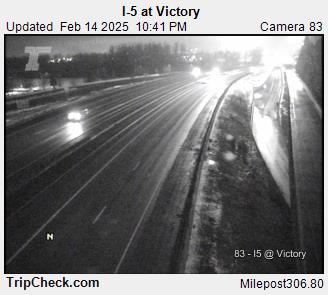 I-5 at Victory
Updated  Feb 14 2025  10:41 PM
Camera 83
T
N
83 - I5 @ Victory
TripCheck.com
Milepost306.80